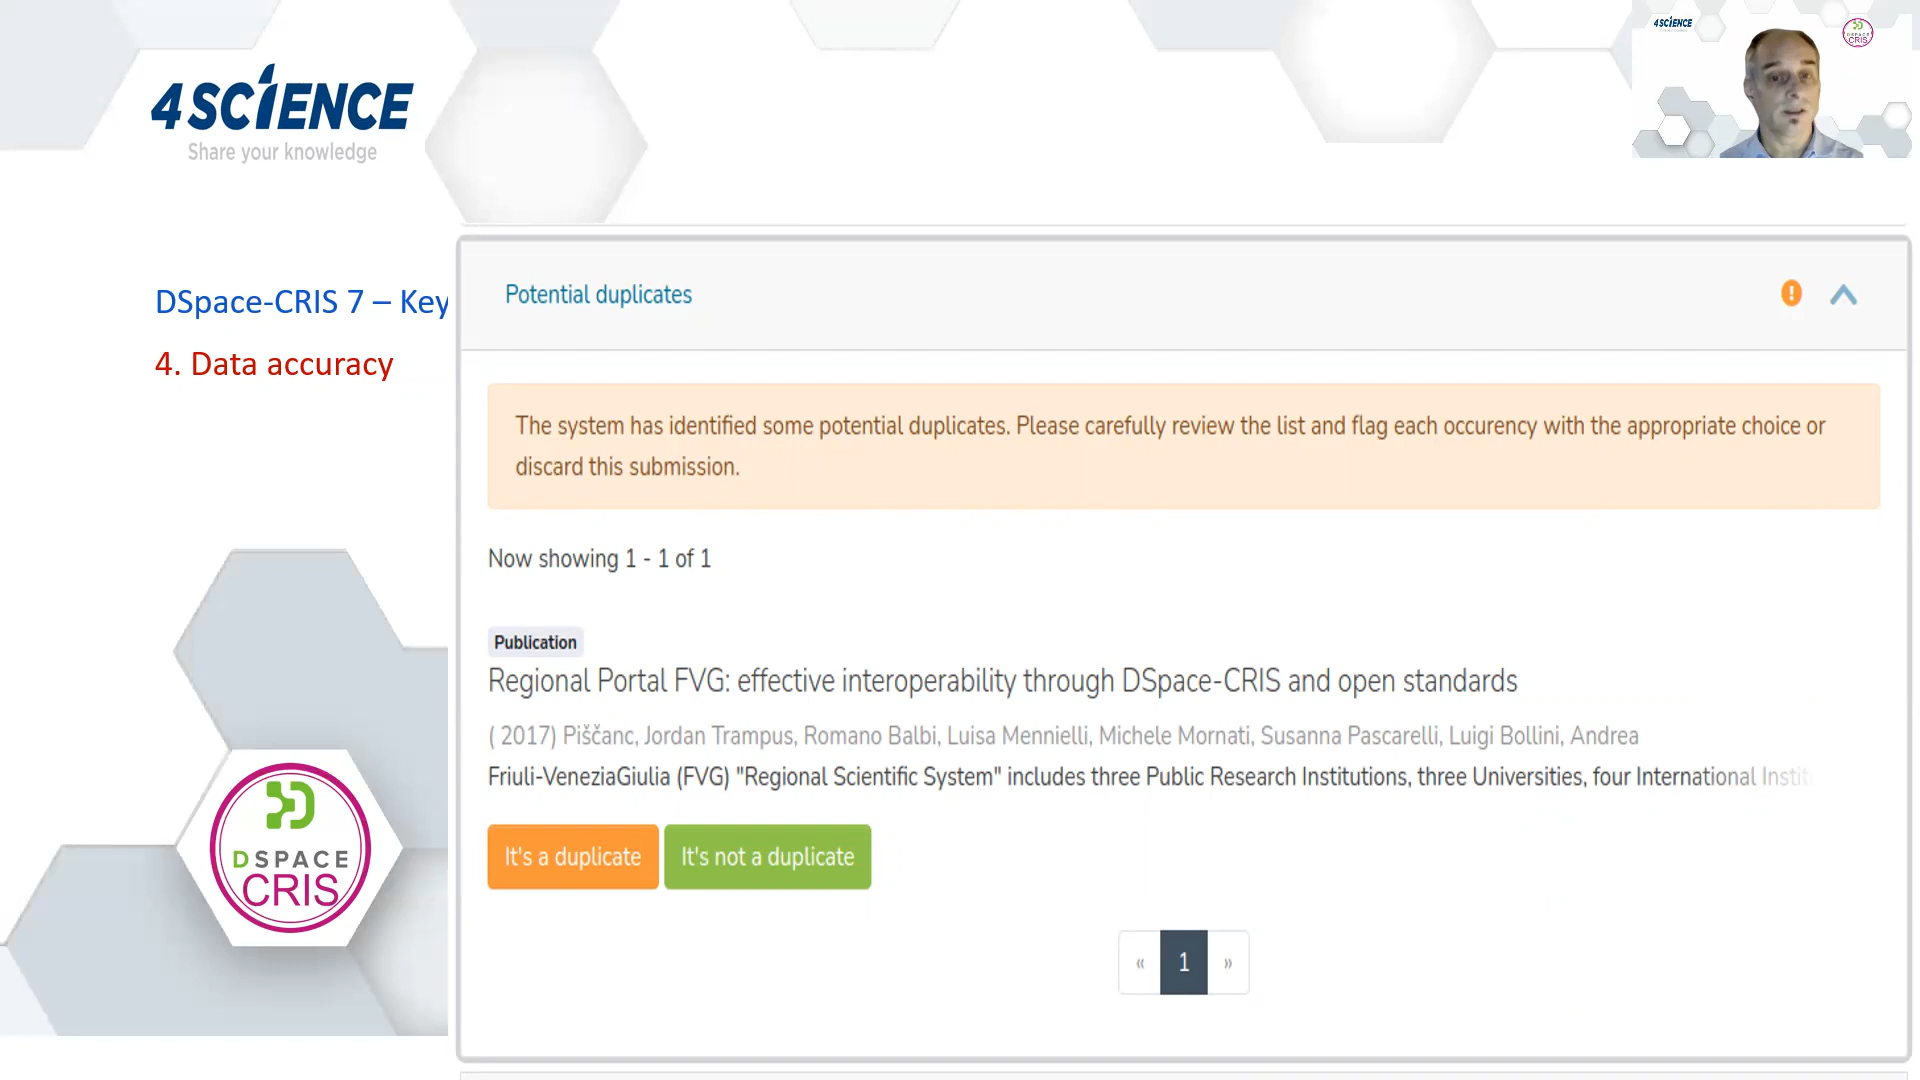 4SCIENCE
Share your knowledge
4SCIENCE
DSPACE
CRIS
DSpace-CRIS 7 – Key
4. Data accuracy
Potential duplicates
The system has identified some potential duplicates. Please carefully review the list and flag each occurency with the appropriate choice or
discard this submission.
Now showing 1 - 1 of 1
Publication
Regional Portal FVG: effective interoperability through DSpace-CRIS and open standards
( 2017) Piščanc, Jordan Trampus, Romano Balbi, Luisa Mennielli, Michele Mornati, Susanna Pascarelli, Luigi Bollini, Andrea
Friuli-VeneziaGiulia (FVG) "Regional Scientific System" includes three Public Research Institutions, three Universities, four International Instit
It's a duplicate It's not a duplicate
« 1 »
DSPACE
CRIS